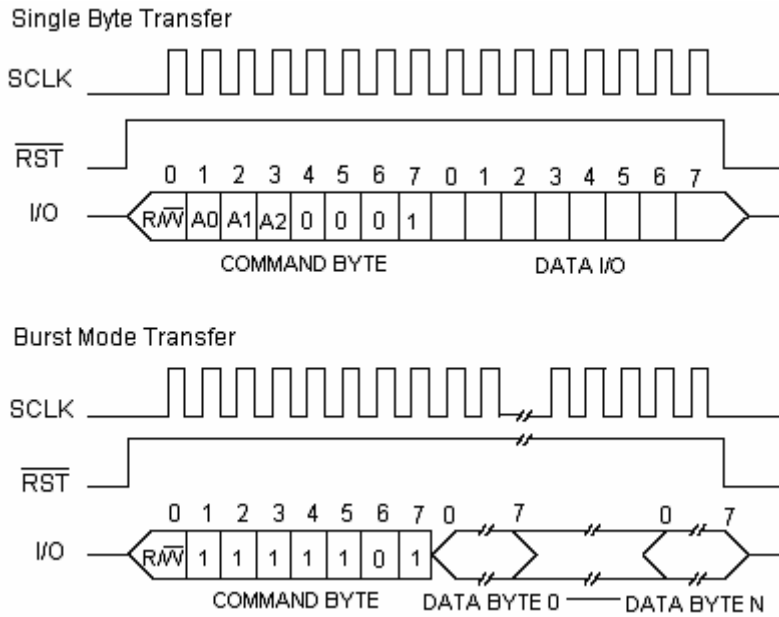 Single Byte Transfer
SCLK
RST
0 1 2 3 4 5 6 7 0 1 2 3 4 5 6 7
I/O R/W A0 A1 A2 0 0 0 1
COMMAND BYTE DATA I/O
Burst Mode Transfer
SCLK
RST
0 1 2 3 4 5 6 7 0 7 0 7
I/O R/W 1 1 1 1 1 0 1
COMMAND BYTE DATA BYTE 0 DATA BYTE N